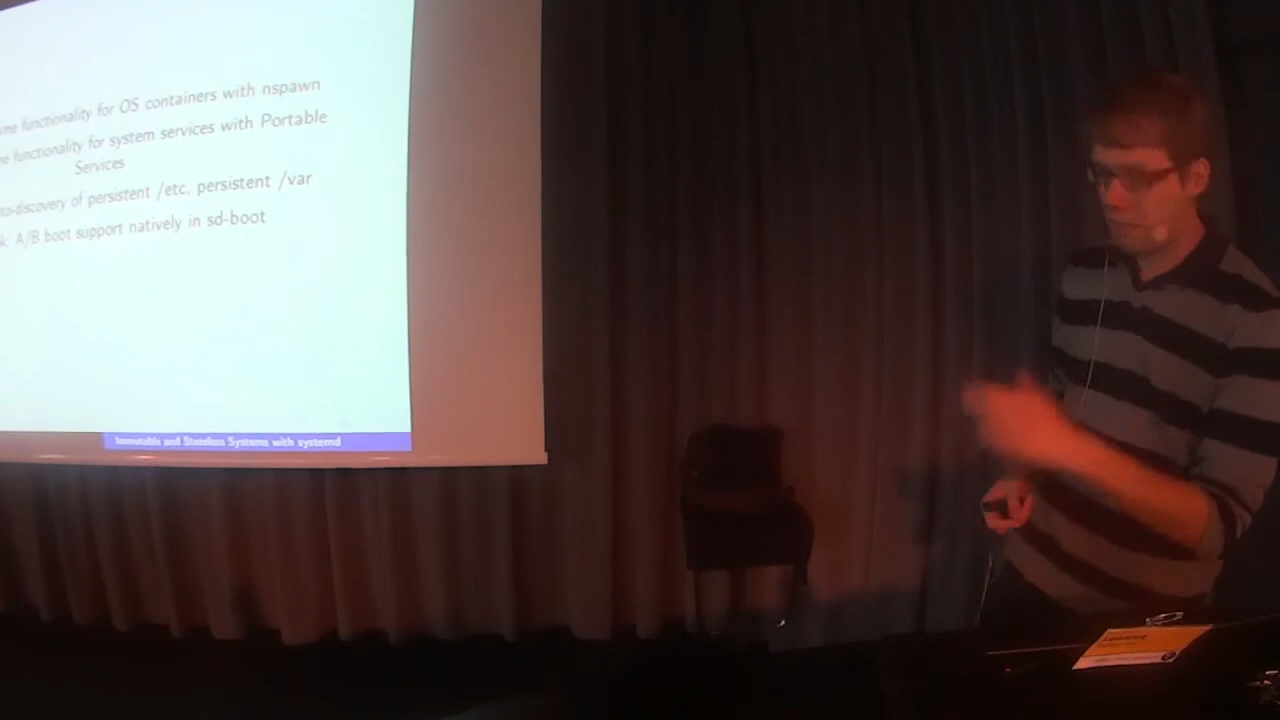 functionality for OS containers with nspawn
functionality for system services with Portable
Services
to-discovery of persistent /etc, persistent /var
k: A/B boot support natively in sd-boot
Immutable and Stateless Systems with systemd